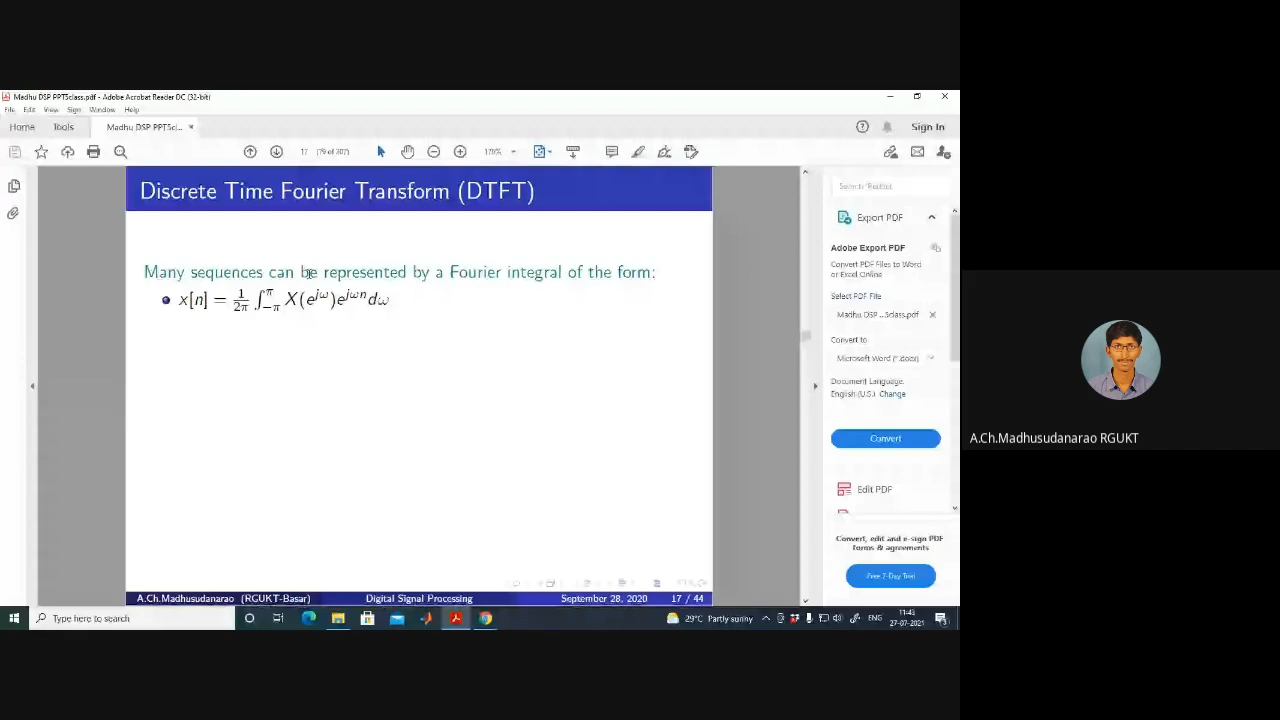 Madhu DSP PPTSclass.pdf - Adobe Acrobat Reader DC (32-bit)
File Edit View Sign Window Help
Home Tools Madhu DSP PPTScl... × Sign In
17 (79 of 307) 178%
Discrete Time Fourier Transform (DTFT)
Many sequences can be represented by a Fourier integral of the form:
x[n] = 1/2π ∫_{-π}^{π} X(e^{jω})e^{jωn}dω
A.Ch.Madhusudanarao (RGUKT-Basar) Digital Signal Processing September 28, 2020 17 / 44
Export PDF
Adobe Export PDF
Convert PDF Files to Word
or Excel Online
Select PDF File
Madhu DSP ...5class.pdf ×
Convert to
Microsoft Word (*.docx)
Document Language:
English (U.S.) Change
Convert
Edit PDF
Convert, edit and e-sign PDF
forms & agreements
Free 7-Day Trial
Type here to search 29°C Partly sunny ENG 11:43
27-07-2021
A.Ch.Madhusudanarao RGUKT